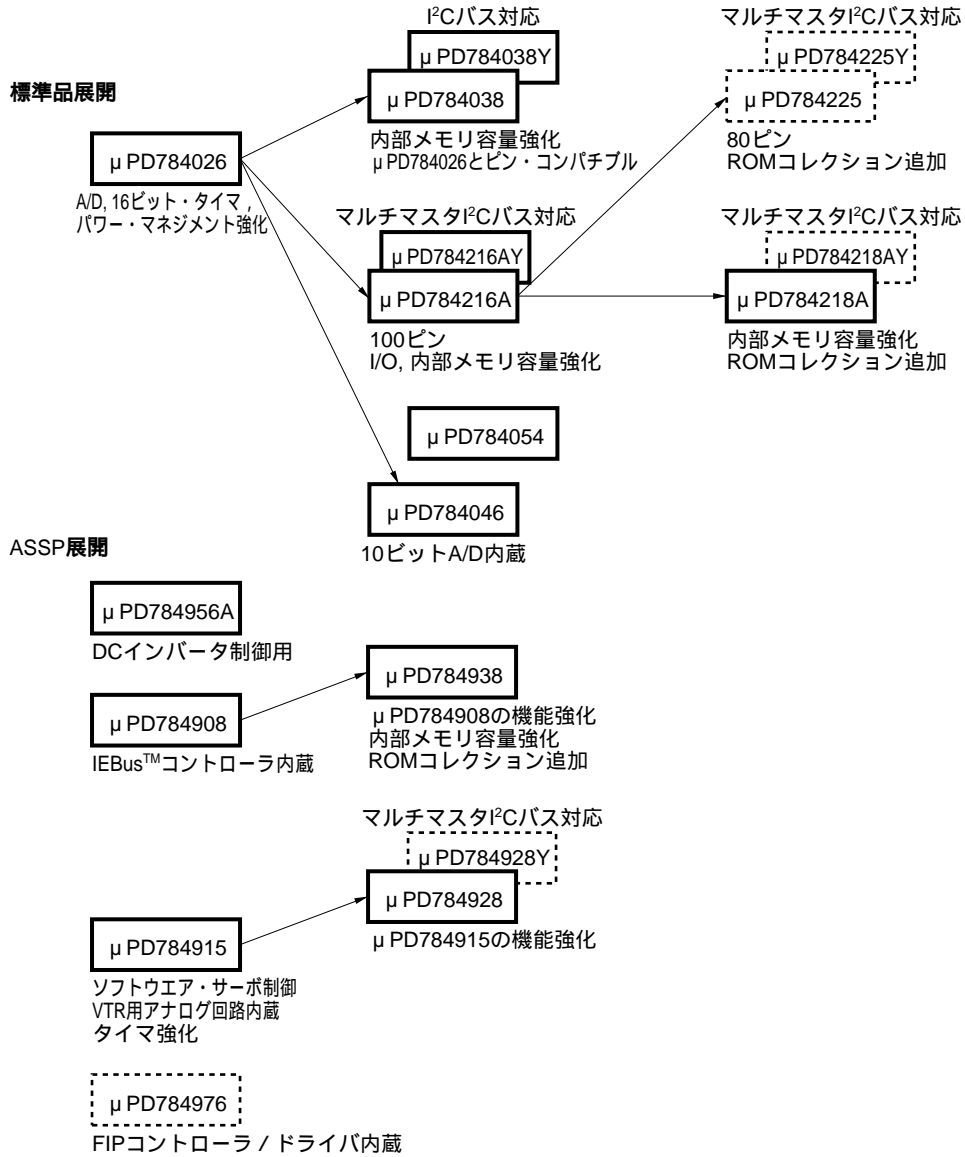 I²Cバス対応
マルチマスタI²Cバス対応
μPD784038Y
μPD784225Y
標準品展開
μPD784038
μPD784225
内部メモリ容量強化
μPD784026とピン・コンパチブル
80ピン
ROMコレクション追加
μPD784026
A/D, 16ビット・タイマ,
パワー・マネジメント強化
マルチマスタI²Cバス対応
マルチマスタI²Cバス対応
μPD784216AY
μPD784218AY
μPD784216A
μPD784218A
100ピン
I/O, 内部メモリ容量強化
内部メモリ容量強化
ROMコレクション追加
μPD784054
μPD784046
10ビットA/D内蔵
ASSP展開
μPD784956A
DCインバータ制御用
μPD784938
μPD784908の機能強化
内部メモリ容量強化
ROMコレクション追加
μPD784908
IEBus™コントローラ内蔵
マルチマスタI²Cバス対応
μPD784928Y
μPD784928
μPD784915の機能強化
μPD784915
ソフトウエア・サーボ制御
VTR用アナログ回路内蔵
タイマ強化
μPD784976
FIPコントローラ/ドライバ内蔵